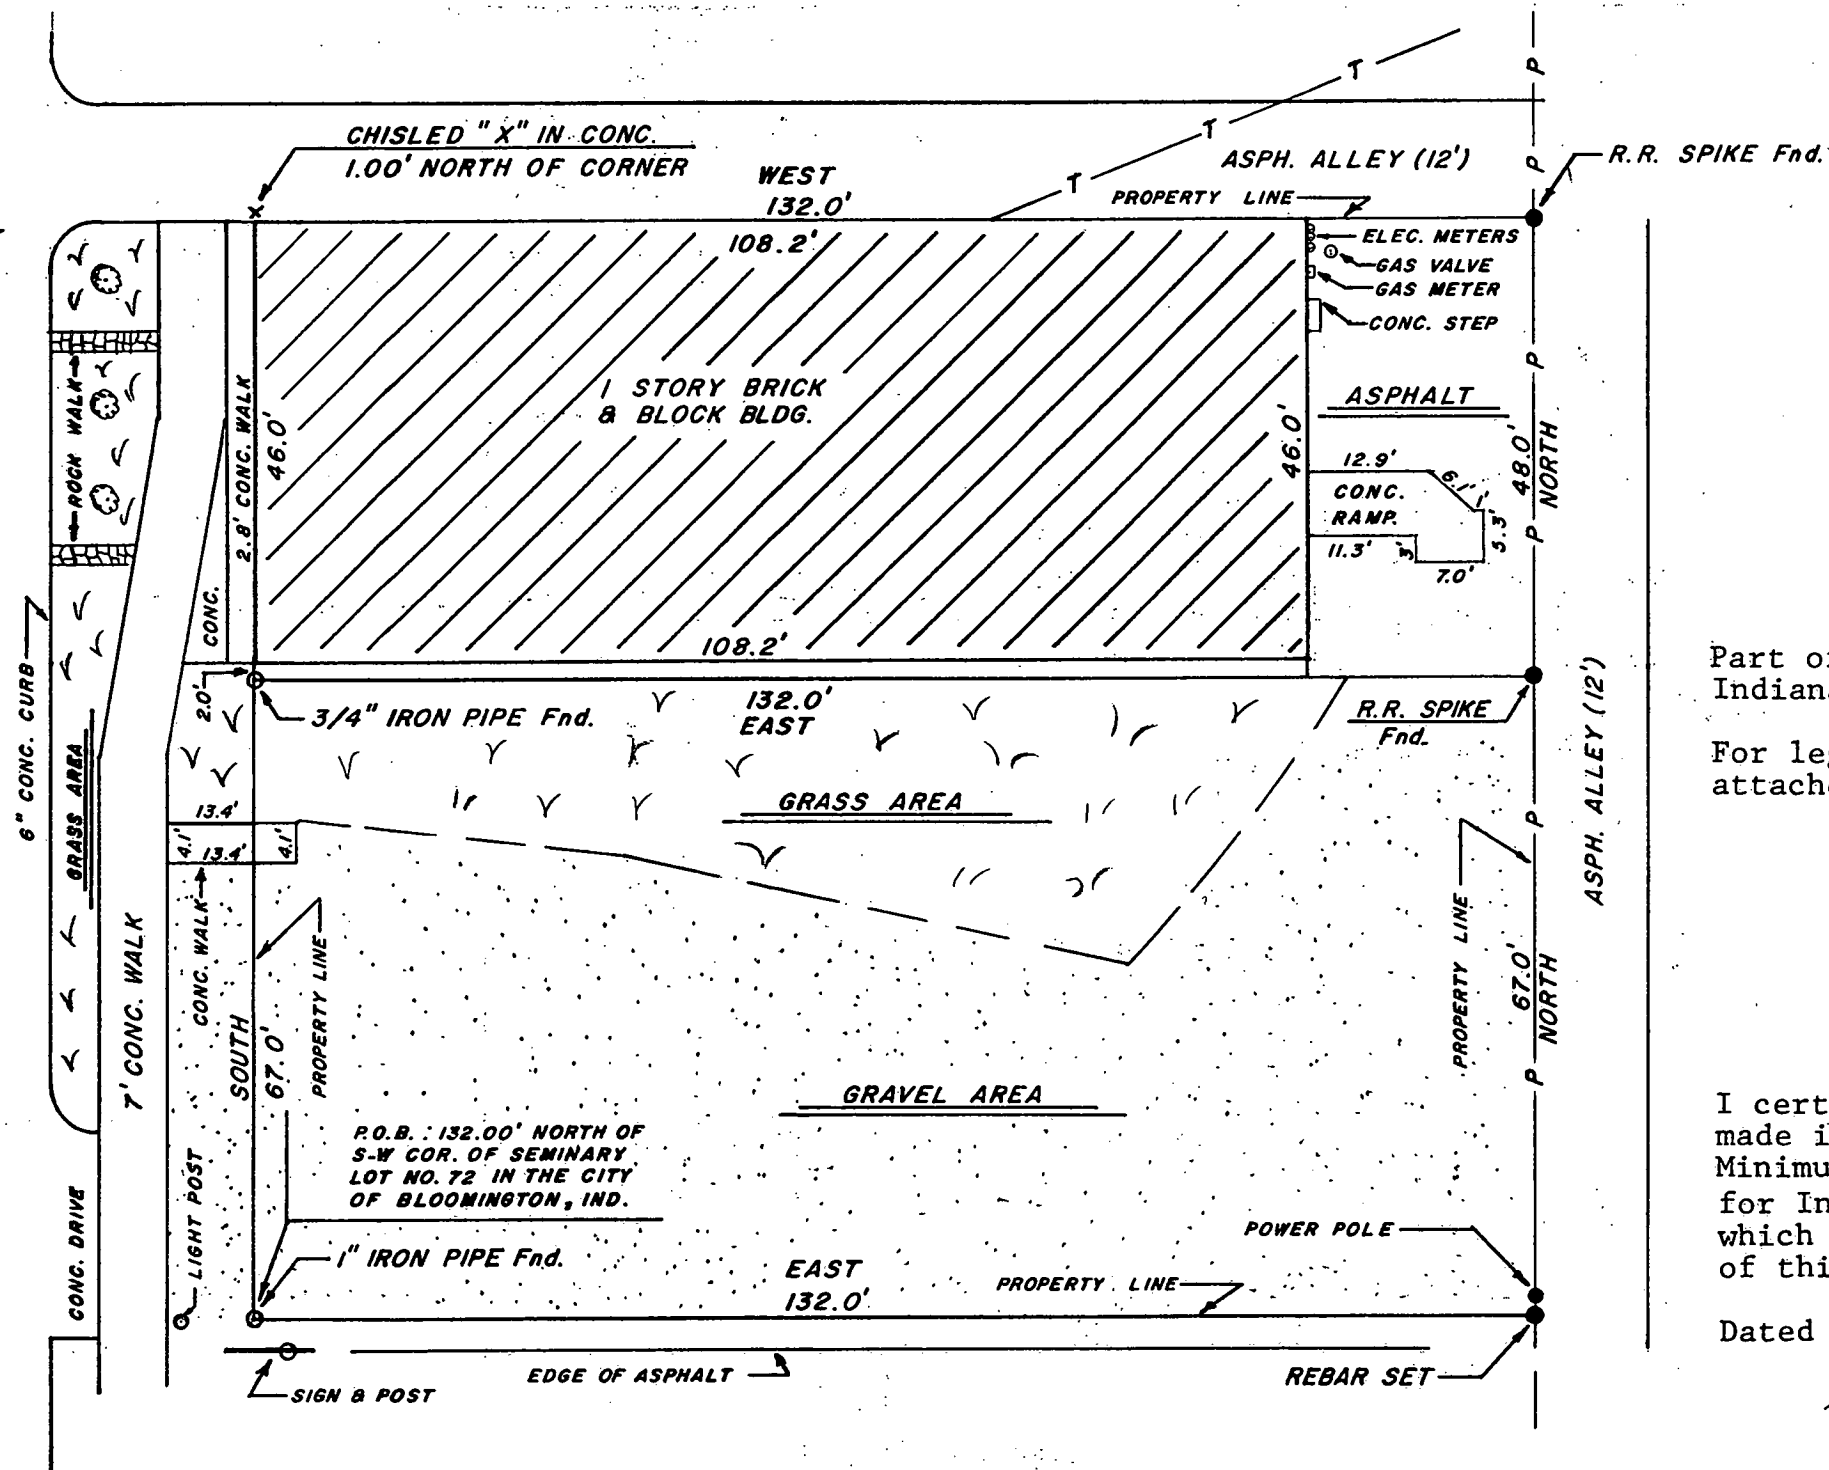 T
P
T
P
T
CHISLED "X" IN CONC.
1.00' NORTH OF CORNER
WEST
132.0'
ASPH. ALLEY (12')
R.R. SPIKE Fnd.
PROPERTY LINE
X
108.2'
ELEC. METERS
GAS VALVE
GAS METER
CONC. STEP
P
1 STORY BRICK
& BLOCK BLDG.
ASPHALT
ROCK WALK
2.8' CONC. WALK
46.0'
46.0'
12.9'
6.1'
1'
CONC.
RAMP.
5.3'
11.3'
3'
7.0'
48.0'
NORTH
P
CONC.
108.2'
6" CONC. CURB
GRASS AREA
2.0'
3/4" IRON PIPE Fnd.
132.0'
EAST
R.R. SPIKE
Fnd.
ASPH. ALLEY (12')
Part o
Indian
For le
attach
GRASS AREA
13.4'
4.1'
13.4'
4.1'
P
CONC. WALK
7' CONC. WALK
SOUTH
67.0'
PROPERTY LINE
PROPERTY LINE
67.0'
NORTH
P
GRAVEL AREA
P.O.B. : 132.00' NORTH OF
S-W COR. OF SEMINARY
LOT NO. 72 IN THE CITY
OF BLOOMINGTON, IND.
CONC. DRIVE
LIGHT POST
1" IRON PIPE Fnd.
POWER POLE
EAST
132.0'
PROPERTY LINE
EDGE OF ASPHALT
SIGN & POST
REBAR SET
I cert
made i
Minimu
for In
which
of thi
Dated